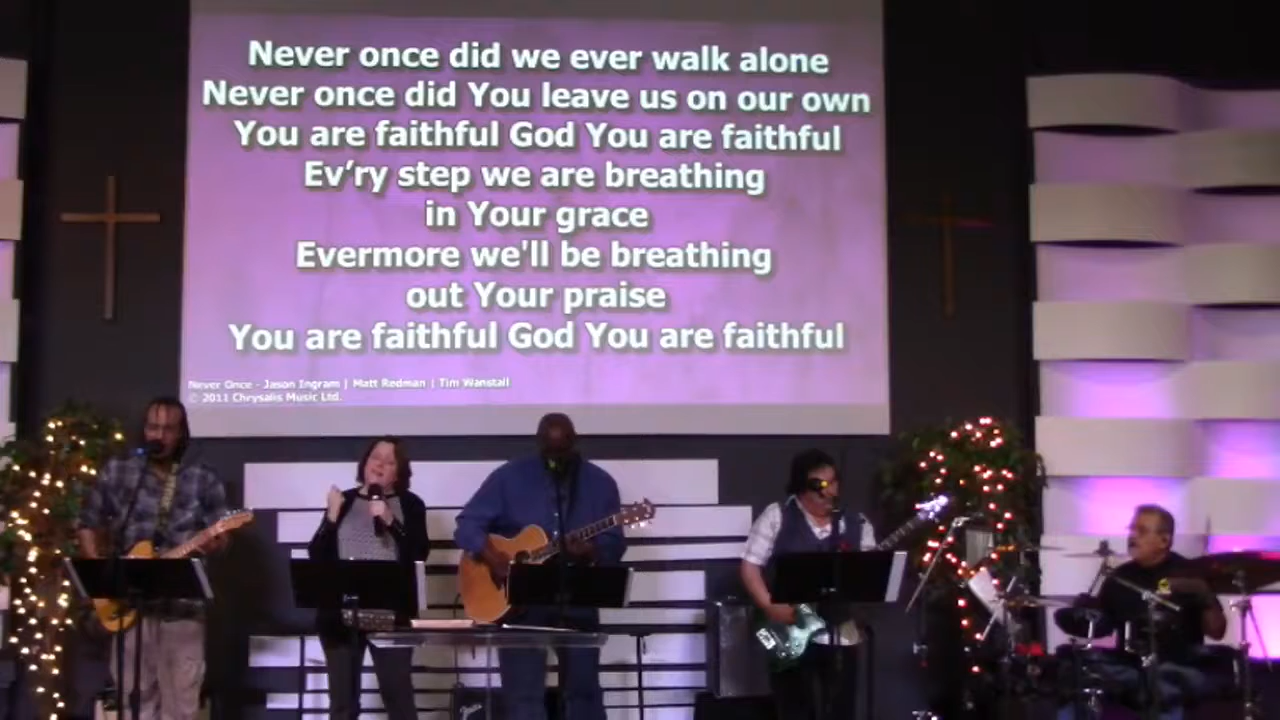 Never once did we ever walk alone
Never once did You leave us on our own
You are faithful God You are faithful
Ev’ry step we are breathing
in Your grace
Evermore we'll be breathing
out Your praise
You are faithful God You are faithful
Never Once - Jason Ingram | Matt Redman | Tim Wanstall
© 2011 Chrysalis Music Ltd.